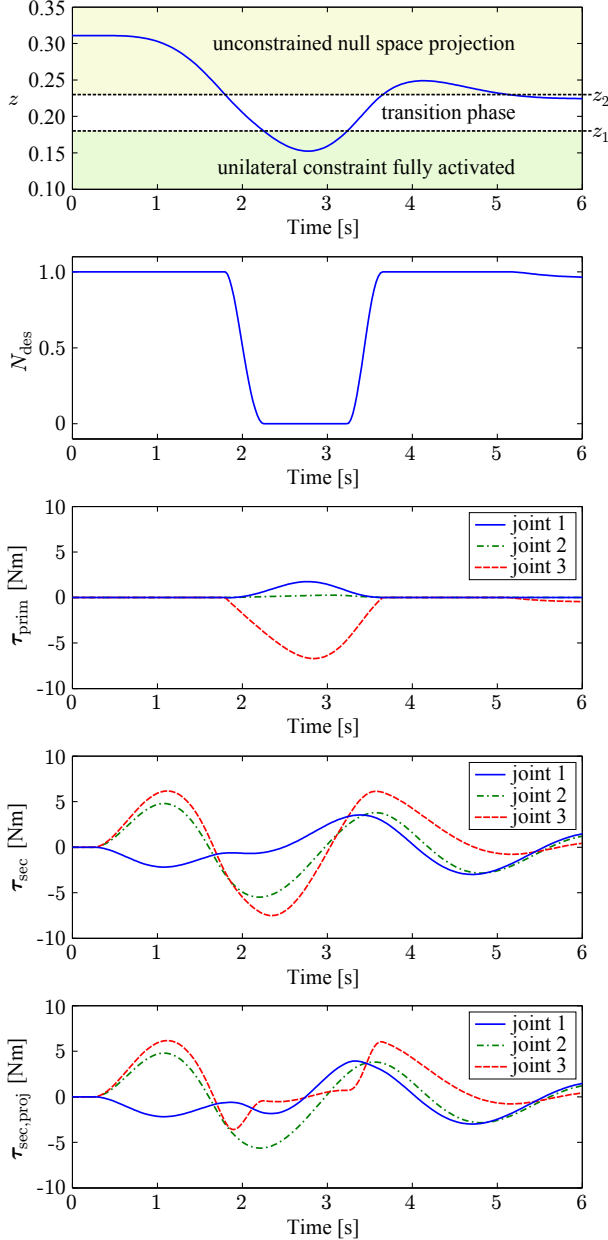 0.35
0.30
0.25
0.20
0.15
0.10
z
unconstrained null space projection
transition phase
unilateral constraint fully activated
z2
z1
0 1 2 3 4 5 6
Time [s]
1.0
0.5
0
N_des
0 1 2 3 4 5 6
Time [s]
10
5
0
-5
-10
τ_prim [Nm]
joint 1
joint 2
joint 3
0 1 2 3 4 5 6
Time [s]
10
5
0
-5
-10
τ_sec [Nm]
joint 1
joint 2
joint 3
0 1 2 3 4 5 6
Time [s]
10
5
0
-5
-10
τ_sec,proj [Nm]
joint 1
joint 2
joint 3
0 1 2 3 4 5 6
Time [s]